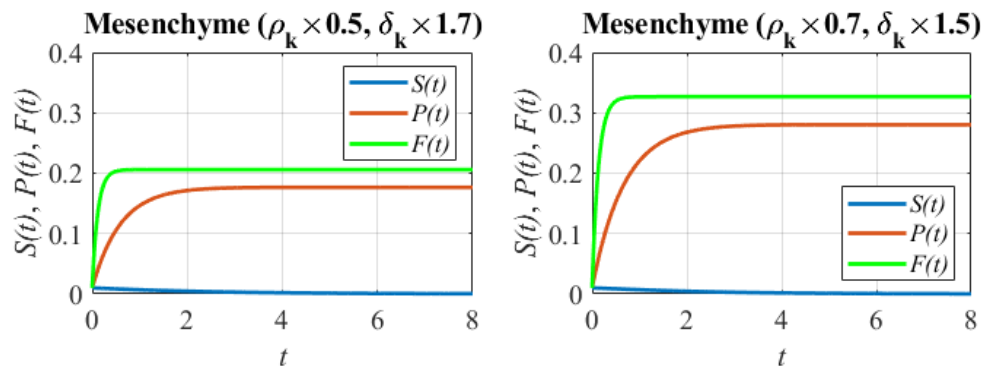 Mesenchyme (ρk×0.5, δk×1.7)
S(t), P(t), F(t)
0.4
0.3
0.2
0.1
0
S(t)
P(t)
F(t)
0 2 4 6 8
t
Mesenchyme (ρk×0.7, δk×1.5)
S(t), P(t), F(t)
0.4
0.3
0.2
0.1
0
S(t)
P(t)
F(t)
0 2 4 6 8
t